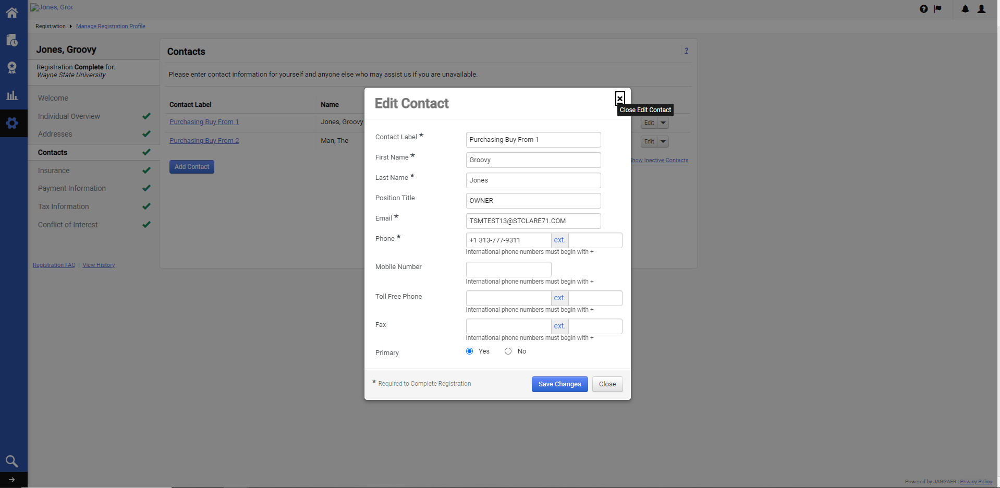 Jones, Groo
Registration Manage Registration Profile
Jones, Groovy
Registration Complete for:
Wayne State University
Welcome
Individual Overview
Addresses
Contacts
Insurance
Payment Information
Tax Information
Conflict of Interest
Registration FAQ | View History
Contacts
?
Please enter contact information for yourself and anyone else who may assist us if you are unavailable.
Contact Label Name
Purchasing Buy From 1 Jones, Groovy Edit
Purchasing Buy From 2 Man, The Edit
Show Inactive Contacts
Add Contact
Edit Contact
×
Close Edit Contact
Contact Label ★ Purchasing Buy From 1
First Name ★ Groovy
Last Name ★ Jones
Position Title OWNER
Email ★ TSMTEST13@STCLARE71.COM
Phone ★ +1 313-777-9311 ext.
International phone numbers must begin with +
Mobile Number
International phone numbers must begin with +
Toll Free Phone ext.
International phone numbers must begin with +
Fax ext.
International phone numbers must begin with +
Primary Yes No
★ Required to Complete Registration Save Changes Close
Powered by JAGGAER | Privacy Policy